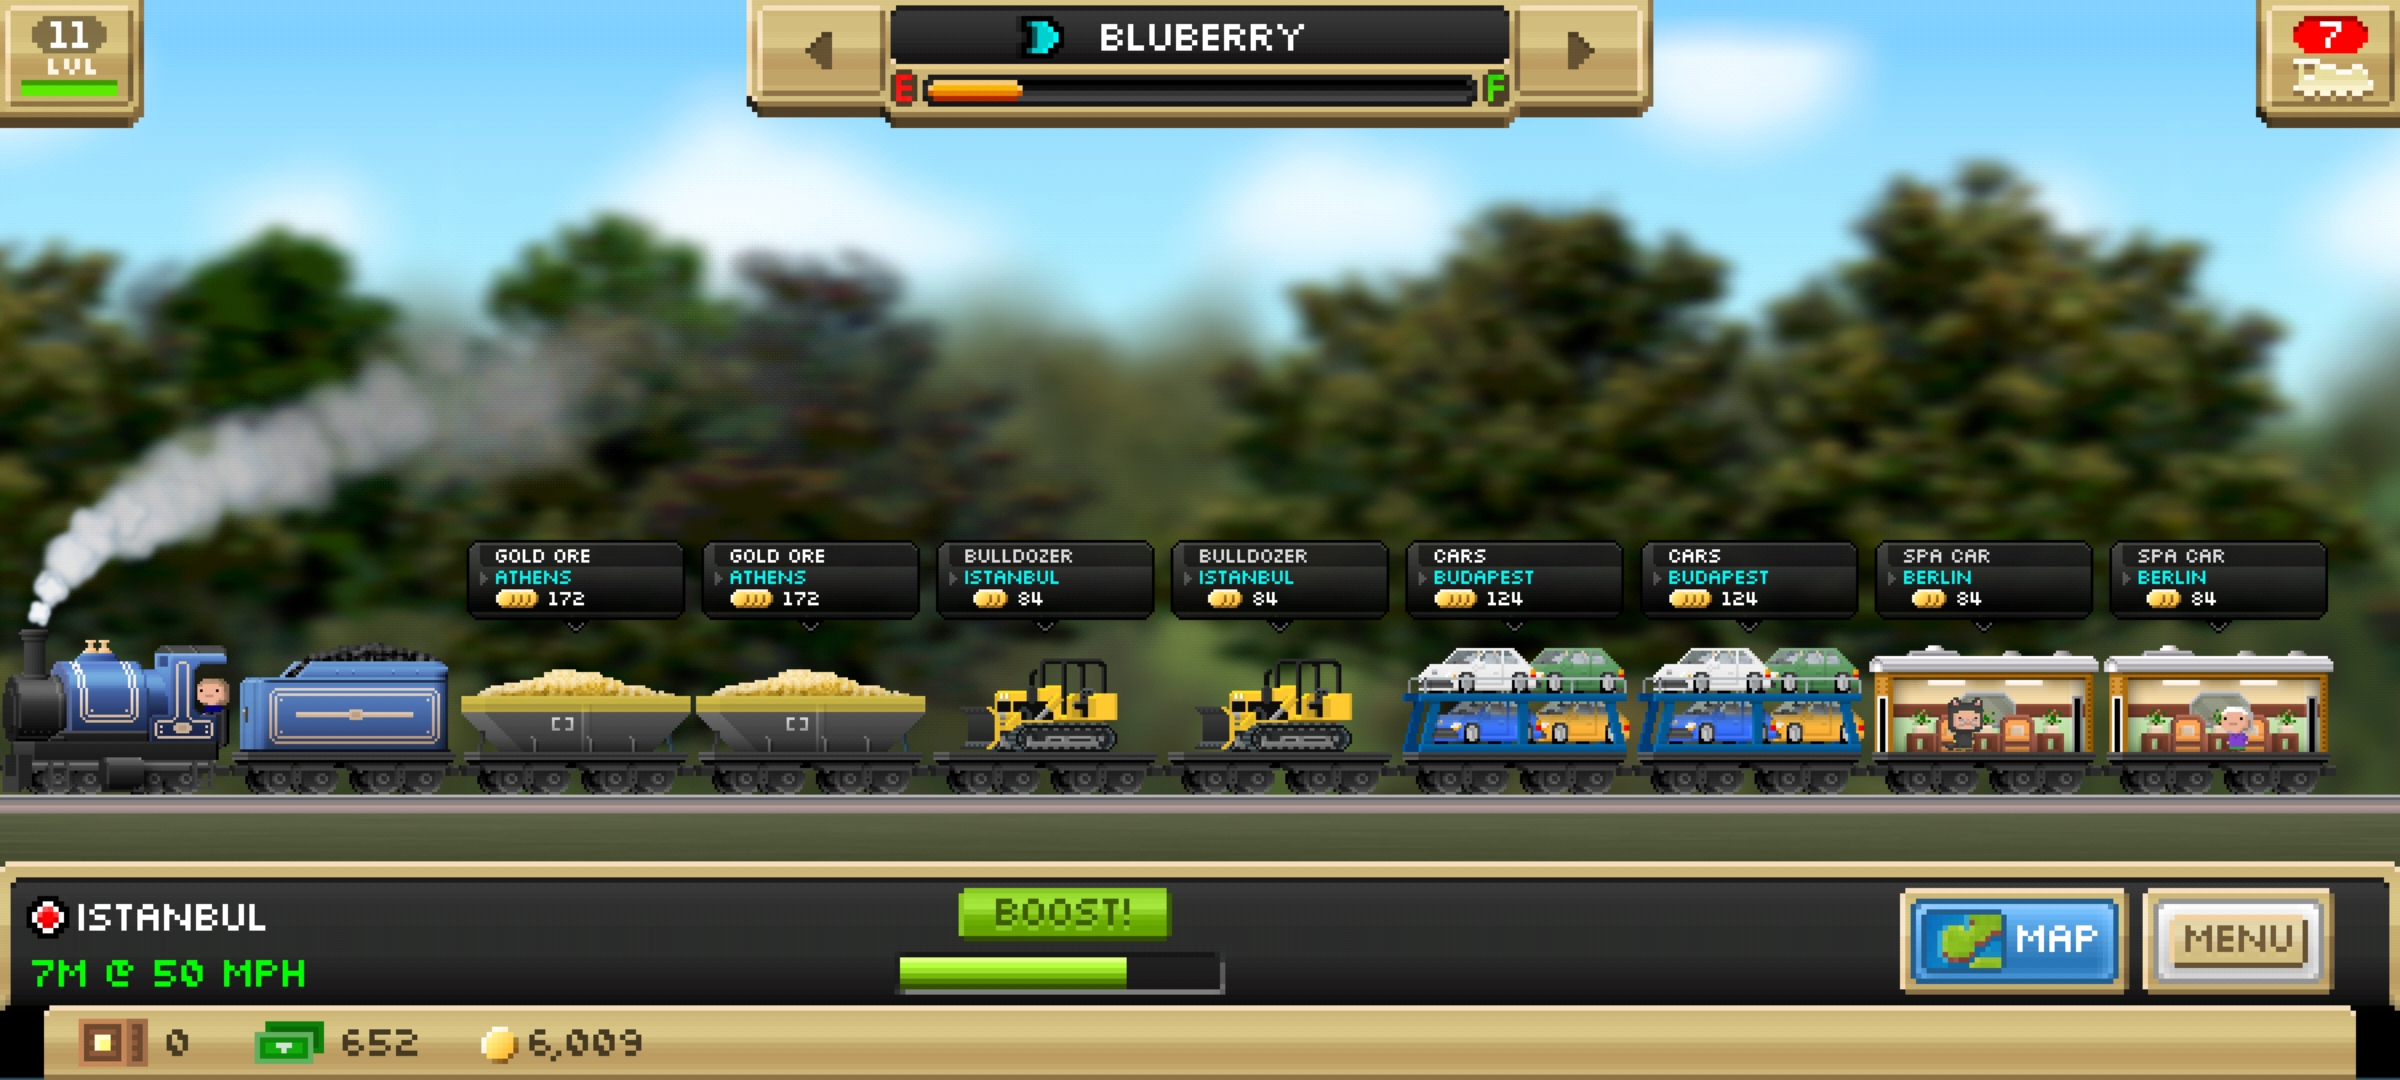 11
LVL
BLUBERRY
E F
7
GOLD ORE
ATHENS
172
GOLD ORE
ATHENS
172
BULLDOZER
ISTANBUL
84
BULLDOZER
ISTANBUL
84
CARS
BUDAPEST
124
CARS
BUDAPEST
124
SPA CAR
BERLIN
84
SPA CAR
BERLIN
84
ISTANBUL
7M @ 50 MPH
BOOST!
MAP
MENU
0 652 6,009